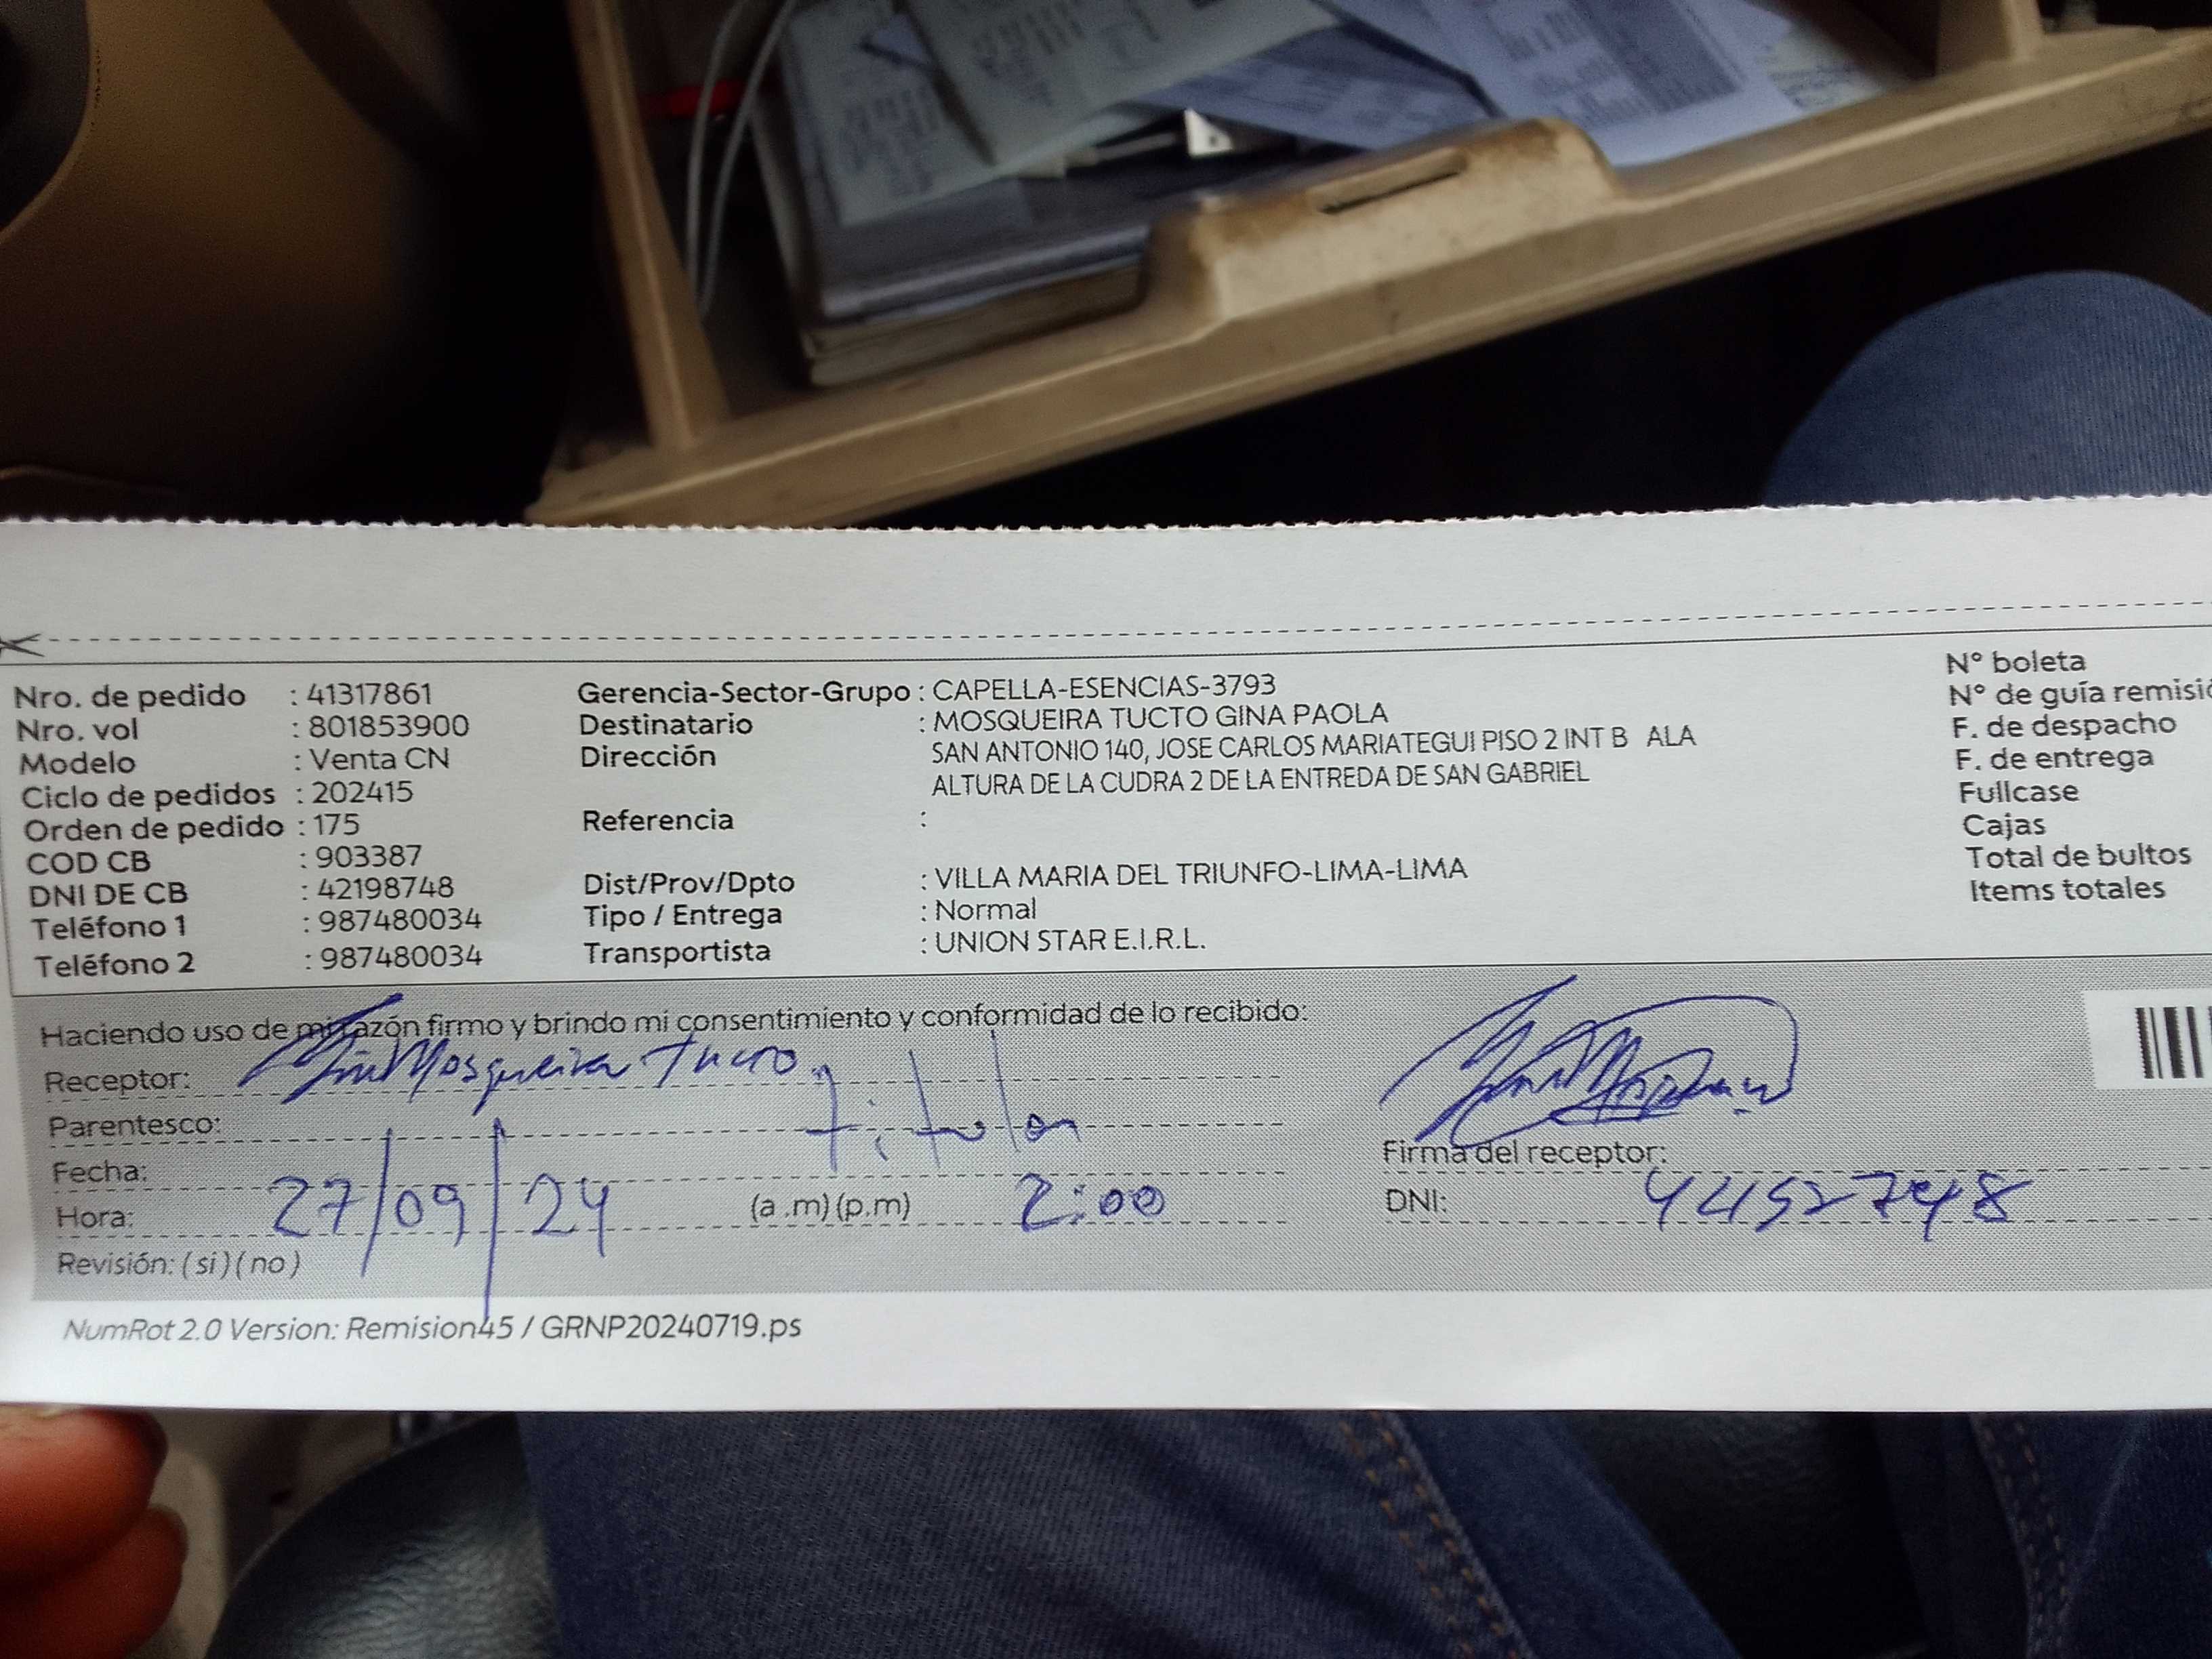 Nro. de pedido : 41317861
Nro. vol : 801853900
Modelo : Venta CN
Ciclo de pedidos : 202415
Orden de pedido : 175
COD CB : 903387
DNI DE CB : 42198748
Teléfono 1 : 987480034
Teléfono 2 : 987480034
Gerencia-Sector-Grupo : CAPELLA-ESENCIAS-3793
Destinatario : MOSQUEIRA TUCTO GINA PAOLA
Dirección SAN ANTONIO 140, JOSE CARLOS MARIATEGUI PISO 2 INT B ALA
ALTURA DE LA CUDRA 2 DE LA ENTREDA DE SAN GABRIEL
Referencia :
Dist/Prov/Dpto : VILLA MARIA DEL TRIUNFO-LIMA-LIMA
Tipo / Entrega : Normal
Transportista : UNION STAR E.I.R.L.
N° boleta
N° de guía remisió
F. de despacho
F. de entrega
Fullcase
Cajas
Total de bultos
Items totales
Haciendo uso de mi razón firmo y brindo mi consentimiento y conformidad de lo recibido:
Receptor: Mosqueira Tucto
Parentesco: titular
Fecha: 27/09/24
Hora: (a .m) (p.m) 2:00
Revisión: (si) (no)
Firma del receptor:
DNI: 44527748
NumRot 2.0 Version: Remision45 / GRNP20240719.ps